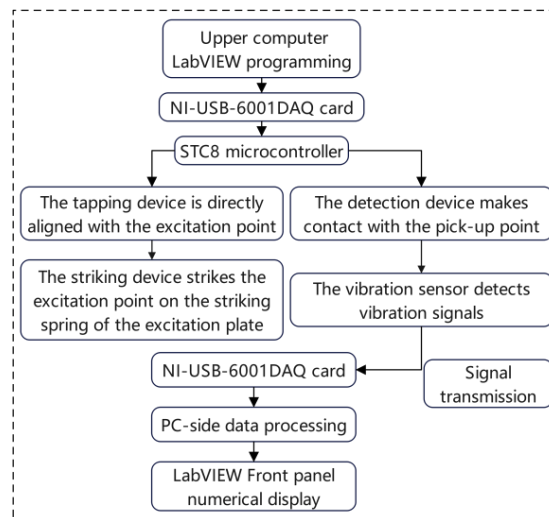 Upper computer
LabVIEW programming
NI-USB-6001DAQ card
STC8 microcontroller
The tapping device is directly
aligned with the excitation point
The detection device makes
contact with the pick-up point
The striking device strikes the
excitation point on the striking
spring of the excitation plate
The vibration sensor detects
vibration signals
NI-USB-6001DAQ card
Signal
transmission
PC-side data processing
LabVIEW Front panel
numerical display